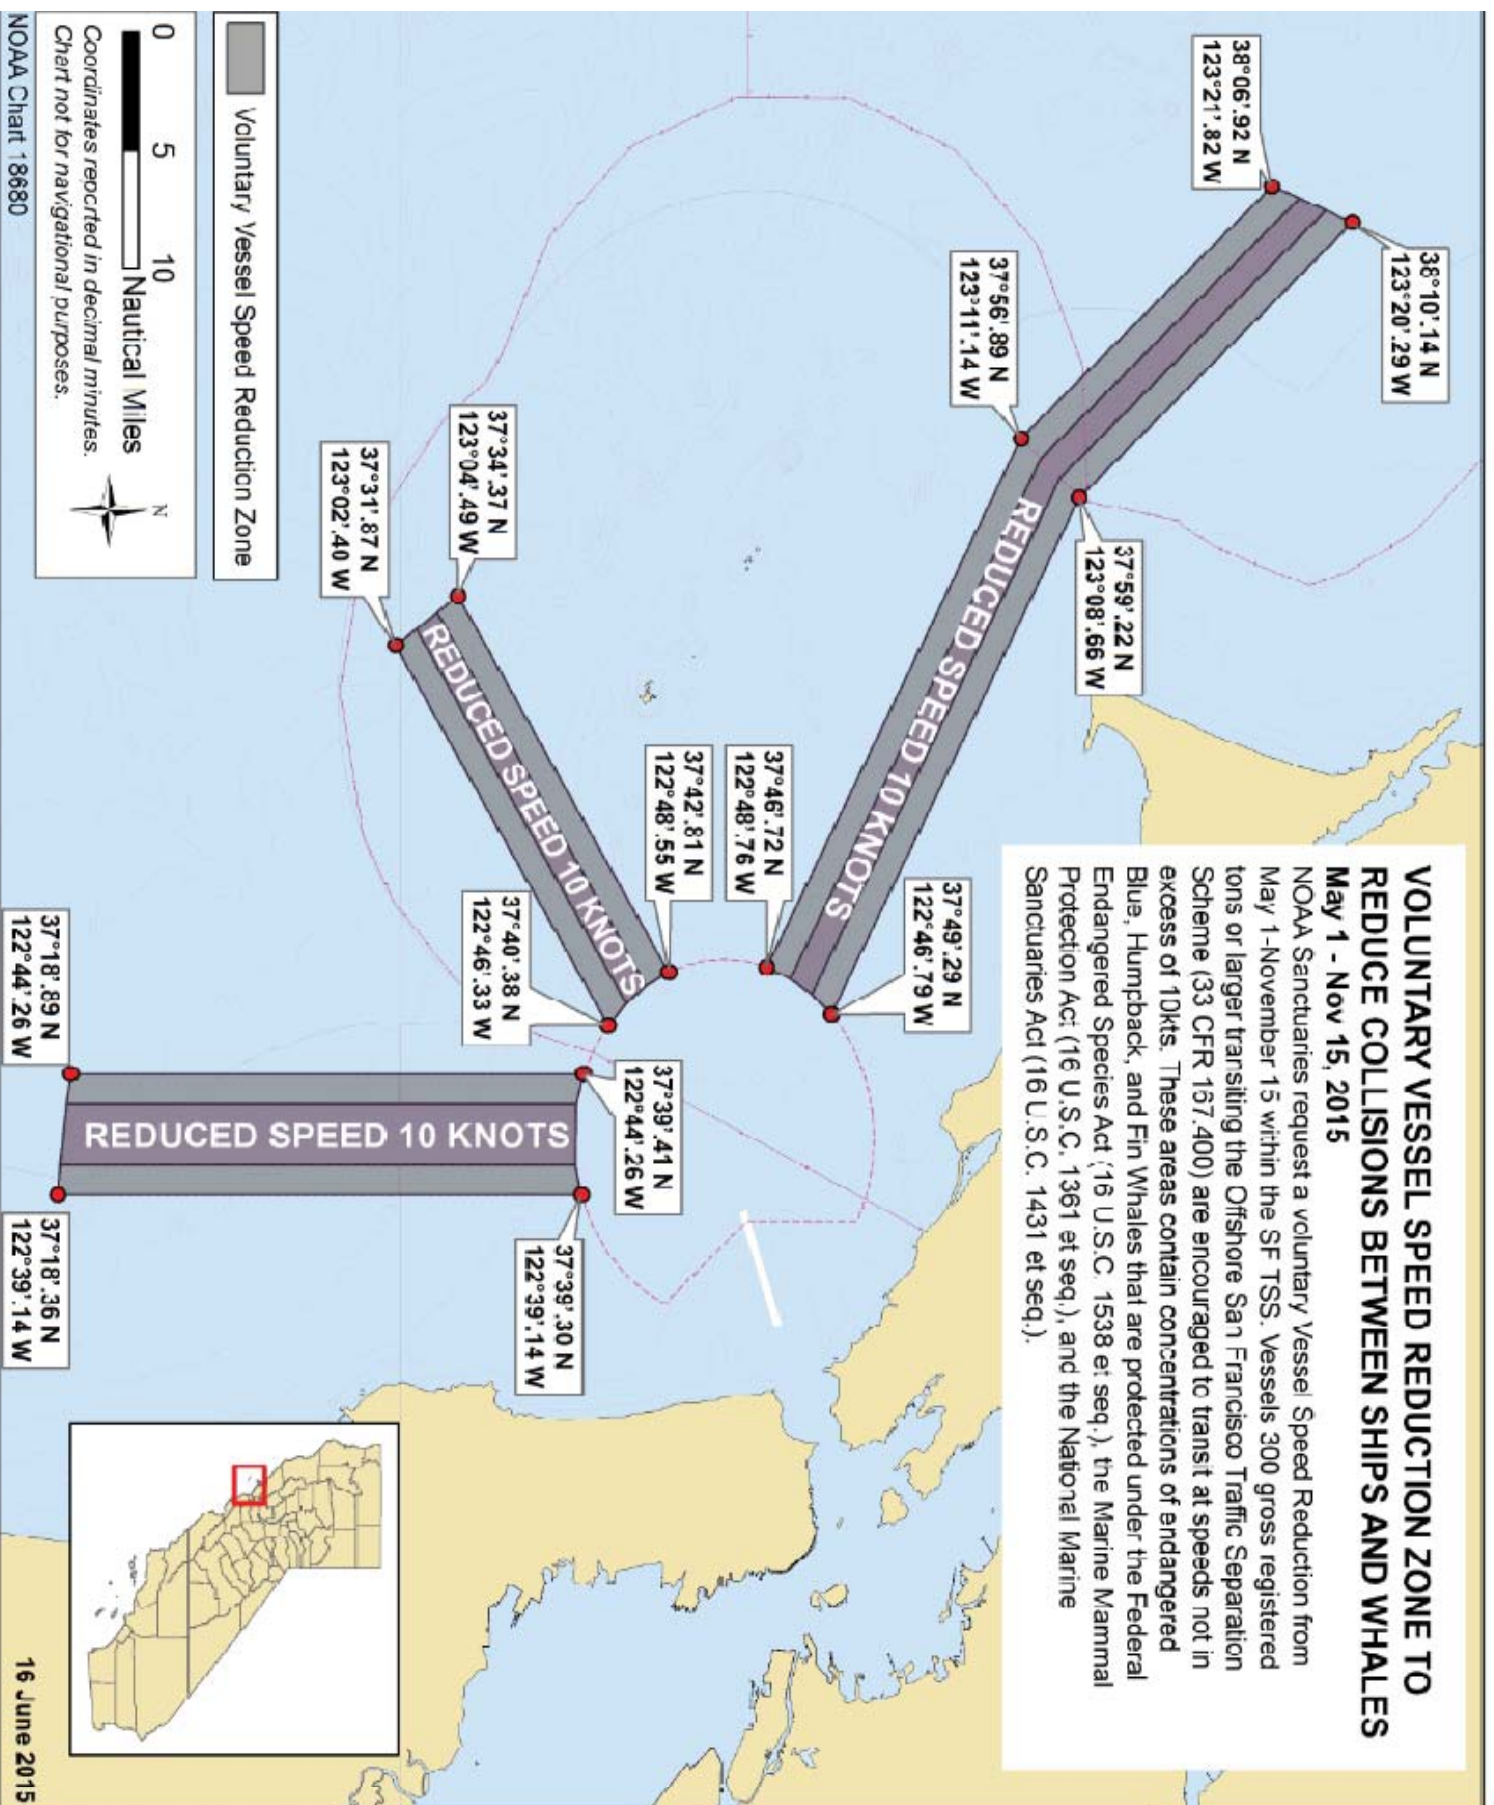 VOLUNTARY VESSEL SPEED REDUCTION ZONE TO
REDUCE COLLISIONS BETWEEN SHIPS AND WHALES
May 1 - Nov 15, 2015
NOAA Sanctuaries request a voluntary Vessel Speed Reduction from
May 1-November 15 within the SF TSS. Vessels 300 gross registered
tons or larger transiting the Offshore San Francisco Traffic Separation
Scheme (33 CFR 167.400) are encouraged to transit at speeds not in
excess of 10kts. These areas contain concentrations of endangered
Blue, Humpback, and Fin Whales that are protected under the Federal
Endangered Species Act (16 U.S.C. 1538 et seq.), the Marine Mammal
Protection Act (16 U.S.C. 1361 et seq.), and the National Marine
Sanctuaries Act (16 U.S.C. 1431 et seq.).
38°10'.14 N
123°20'.29 W
38°06'.92 N
123°21'.82 W
37°59'.22 N
123°08'.66 W
37°56'.89 N
123°11'.14 W
REDUCED SPEED 10 KNOTS
37°49'.29 N
122°46'.79 W
37°46'.72 N
122°48'.76 W
37°42'.81 N
122°48'.55 W
37°34'.37 N
123°04'.49 W
37°31'.87 N
123°02'.40 W
REDUCED SPEED 10 KNOTS
37°40'.38 N
122°46'.33 W
37°39'.41 N
122°44'.26 W
37°39'.30 N
122°39'.14 W
REDUCED SPEED 10 KNOTS
37°18'.89 N
122°44'.26 W
37°18'.36 N
122°39'.14 W
Voluntary Vessel Speed Reduction Zone
0 5 10
Nautical Miles
N
Coordinates reported in decimal minutes.
Chart not for navigational purposes.
NOAA Chart 18680
16 June 2015